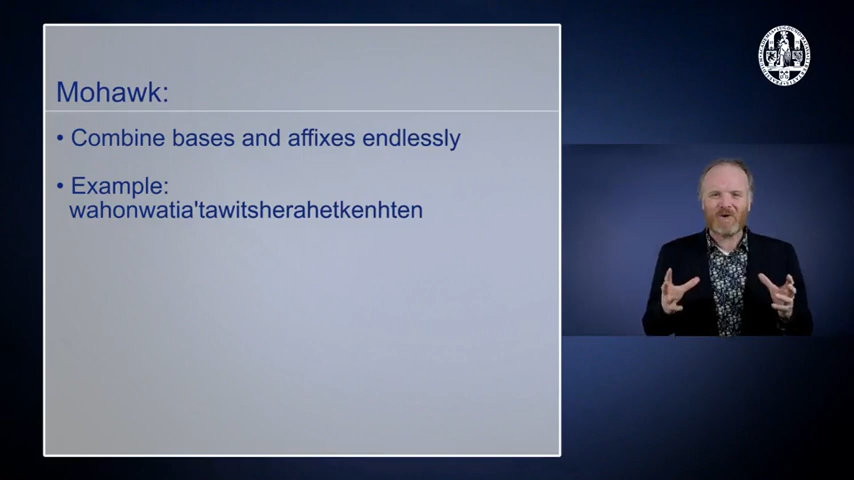 Mohawk:
• Combine bases and affixes endlessly
• Example:
wahonwatia'tawitsherahetkenhten